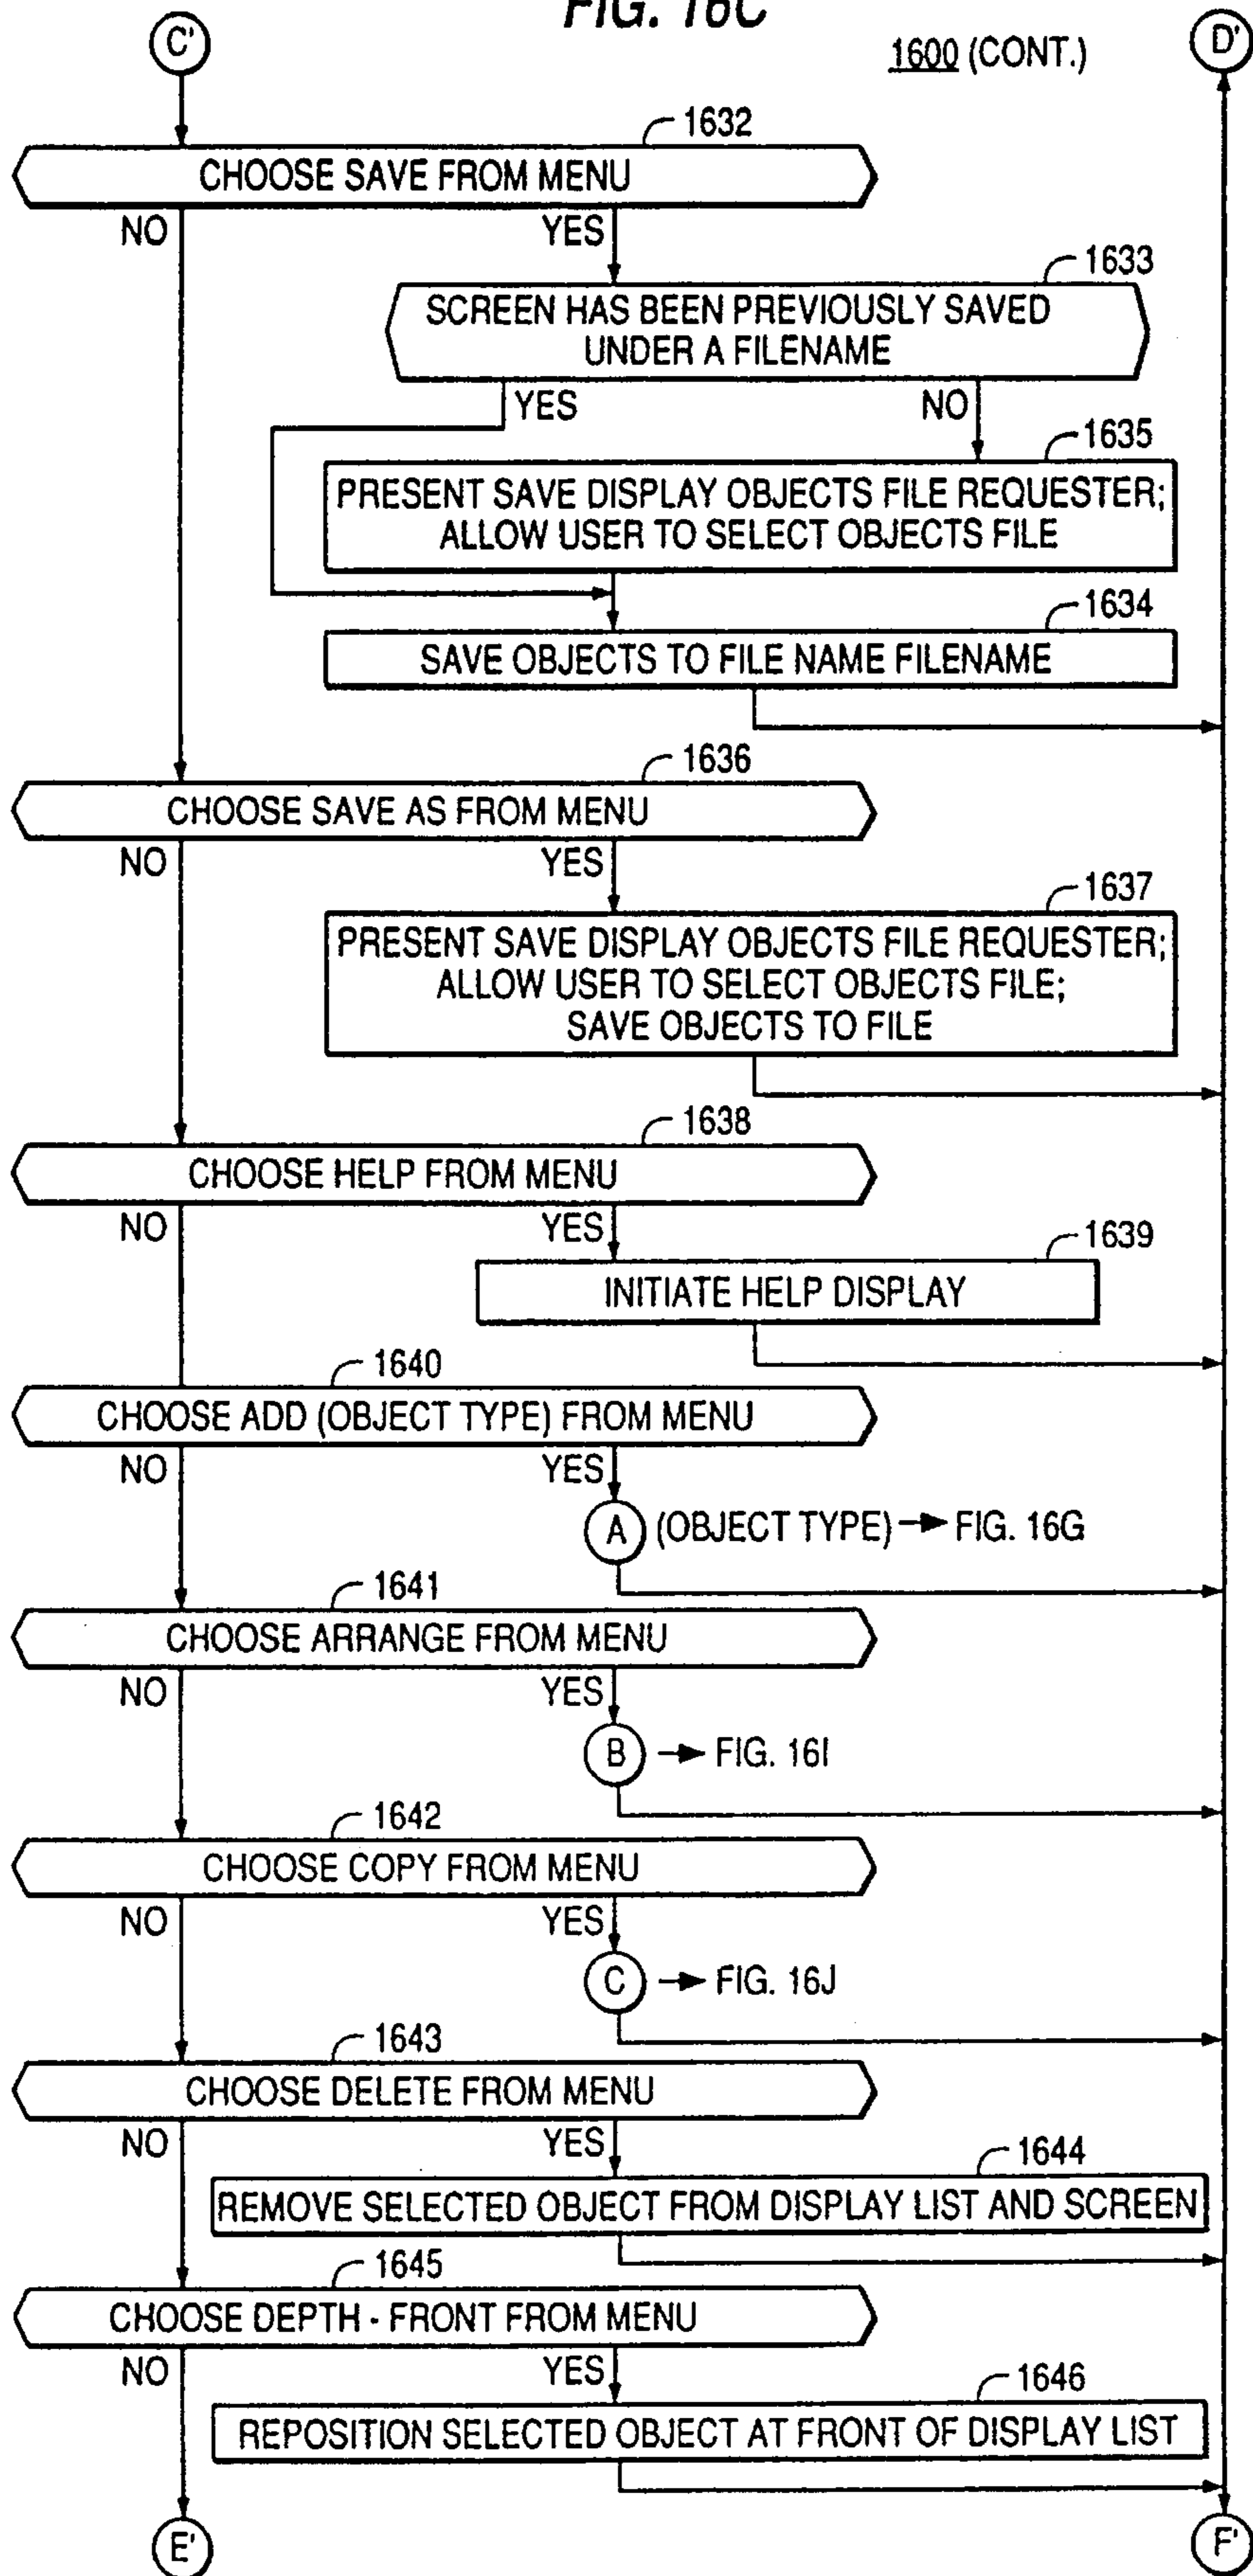 FIG. 16C
C'
1600 (CONT.)
D'
1632
CHOOSE SAVE FROM MENU
NO
YES
1633
SCREEN HAS BEEN PREVIOUSLY SAVED
UNDER A FILENAME
YES
NO
1635
PRESENT SAVE DISPLAY OBJECTS FILE REQUESTER;
ALLOW USER TO SELECT OBJECTS FILE
1634
SAVE OBJECTS TO FILE NAME FILENAME
1636
CHOOSE SAVE AS FROM MENU
NO
YES
1637
PRESENT SAVE DISPLAY OBJECTS FILE REQUESTER;
ALLOW USER TO SELECT OBJECTS FILE;
SAVE OBJECTS TO FILE
1638
CHOOSE HELP FROM MENU
NO
YES
1639
INITIATE HELP DISPLAY
1640
CHOOSE ADD (OBJECT TYPE) FROM MENU
NO
YES
A (OBJECT TYPE) → FIG. 16G
1641
CHOOSE ARRANGE FROM MENU
NO
YES
B → FIG. 16I
1642
CHOOSE COPY FROM MENU
NO
YES
C → FIG. 16J
1643
CHOOSE DELETE FROM MENU
NO
YES
1644
REMOVE SELECTED OBJECT FROM DISPLAY LIST AND SCREEN
1645
CHOOSE DEPTH - FRONT FROM MENU
NO
YES
1646
REPOSITION SELECTED OBJECT AT FRONT OF DISPLAY LIST
E'
F'